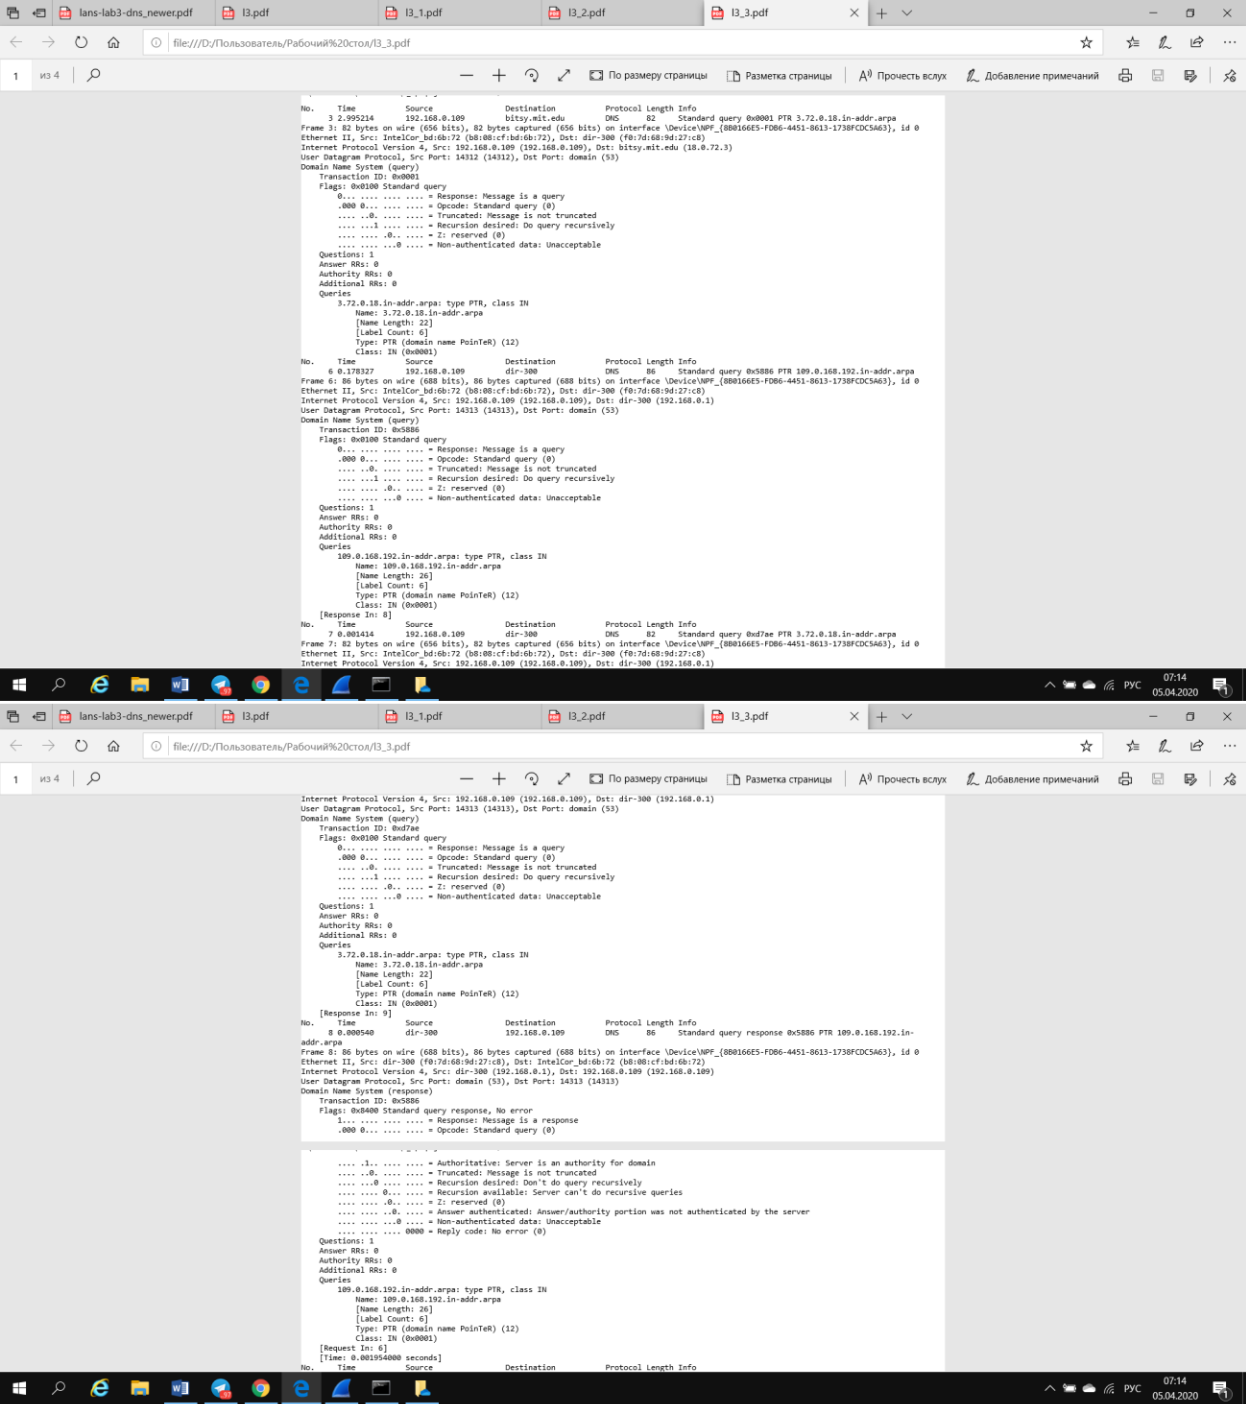 lans-lab3-dns_newer.pdf l3.pdf l3_1.pdf l3_2.pdf l3_3.pdf
file:///D:/Пользователь/Рабочий%20стол/l3_3.pdf
1 из 4 По размеру страницы Разметка страницы Прочесть вслух Добавление примечаний
No. Time Source Destination Protocol Length Info
3 2.995214 192.168.0.109 bitsy.mit.edu DNS 82 Standard query 0x0001 PTR 3.72.0.18.in-addr.arpa
Frame 3: 82 bytes on wire (656 bits), 82 bytes captured (656 bits) on interface \Device\NPF_{8B0166E5-FDB6-4451-8613-1738FCDC5A63}, id 0
Ethernet II, Src: IntelCor_bd:6b:72 (b8:08:cf:bd:6b:72), Dst: dir-300 (f0:7d:68:9d:27:c8)
Internet Protocol Version 4, Src: 192.168.0.109 (192.168.0.109), Dst: bitsy.mit.edu (18.0.72.3)
User Datagram Protocol, Src Port: 14312 (14312), Dst Port: domain (53)
Domain Name System (query)
Transaction ID: 0x0001
Flags: 0x0100 Standard query
0... .... .... .... = Response: Message is a query
.000 0... .... .... = Opcode: Standard query (0)
.... ..0. .... .... = Truncated: Message is not truncated
.... ...1 .... .... = Recursion desired: Do query recursively
.... .... .0.. .... = Z: reserved (0)
.... .... ...0 .... = Non-authenticated data: Unacceptable
Questions: 1
Answer RRs: 0
Authority RRs: 0
Additional RRs: 0
Queries
3.72.0.18.in-addr.arpa: type PTR, class IN
Name: 3.72.0.18.in-addr.arpa
[Name Length: 22]
[Label Count: 6]
Type: PTR (domain name PoinTeR) (12)
Class: IN (0x0001)
No. Time Source Destination Protocol Length Info
6 0.178327 192.168.0.109 dir-300 DNS 86 Standard query 0x5886 PTR 109.0.168.192.in-addr.arpa
Frame 6: 86 bytes on wire (688 bits), 86 bytes captured (688 bits) on interface \Device\NPF_{8B0166E5-FDB6-4451-8613-1738FCDC5A63}, id 0
Ethernet II, Src: IntelCor_bd:6b:72 (b8:08:cf:bd:6b:72), Dst: dir-300 (f0:7d:68:9d:27:c8)
Internet Protocol Version 4, Src: 192.168.0.109 (192.168.0.109), Dst: dir-300 (192.168.0.1)
User Datagram Protocol, Src Port: 14313 (14313), Dst Port: domain (53)
Domain Name System (query)
Transaction ID: 0x5886
Flags: 0x0100 Standard query
0... .... .... .... = Response: Message is a query
.000 0... .... .... = Opcode: Standard query (0)
.... ..0. .... .... = Truncated: Message is not truncated
.... ...1 .... .... = Recursion desired: Do query recursively
.... .... .0.. .... = Z: reserved (0)
.... .... ...0 .... = Non-authenticated data: Unacceptable
Questions: 1
Answer RRs: 0
Authority RRs: 0
Additional RRs: 0
Queries
109.0.168.192.in-addr.arpa: type PTR, class IN
Name: 109.0.168.192.in-addr.arpa
[Name Length: 26]
[Label Count: 6]
Type: PTR (domain name PoinTeR) (12)
Class: IN (0x0001)
[Response In: 8]
No. Time Source Destination Protocol Length Info
7 0.001414 192.168.0.109 dir-300 DNS 82 Standard query 0xd7ae PTR 3.72.0.18.in-addr.arpa
Frame 7: 82 bytes on wire (656 bits), 82 bytes captured (656 bits) on interface \Device\NPF_{8B0166E5-FDB6-4451-8613-1738FCDC5A63}, id 0
Ethernet II, Src: IntelCor_bd:6b:72 (b8:08:cf:bd:6b:72), Dst: dir-300 (f0:7d:68:9d:27:c8)
Internet Protocol Version 4, Src: 192.168.0.109 (192.168.0.109), Dst: dir-300 (192.168.0.1)
РУС 07:14
05.04.2020
lans-lab3-dns_newer.pdf l3.pdf l3_1.pdf l3_2.pdf l3_3.pdf
file:///D:/Пользователь/Рабочий%20стол/l3_3.pdf
1 из 4 По размеру страницы Разметка страницы Прочесть вслух Добавление примечаний
Internet Protocol Version 4, Src: 192.168.0.109 (192.168.0.109), Dst: dir-300 (192.168.0.1)
User Datagram Protocol, Src Port: 14313 (14313), Dst Port: domain (53)
Domain Name System (query)
Transaction ID: 0xd7ae
Flags: 0x0100 Standard query
0... .... .... .... = Response: Message is a query
.000 0... .... .... = Opcode: Standard query (0)
.... ..0. .... .... = Truncated: Message is not truncated
.... ...1 .... .... = Recursion desired: Do query recursively
.... .... .0.. .... = Z: reserved (0)
.... .... ...0 .... = Non-authenticated data: Unacceptable
Questions: 1
Answer RRs: 0
Authority RRs: 0
Additional RRs: 0
Queries
3.72.0.18.in-addr.arpa: type PTR, class IN
Name: 3.72.0.18.in-addr.arpa
[Name Length: 22]
[Label Count: 6]
Type: PTR (domain name PoinTeR) (12)
Class: IN (0x0001)
[Response In: 9]
No. Time Source Destination Protocol Length Info
8 0.000540 dir-300 192.168.0.109 DNS 86 Standard query response 0x5886 PTR 109.0.168.192.in-
addr.arpa
Frame 8: 86 bytes on wire (688 bits), 86 bytes captured (688 bits) on interface \Device\NPF_{8B0166E5-FDB6-4451-8613-1738FCDC5A63}, id 0
Ethernet II, Src: dir-300 (f0:7d:68:9d:27:c8), Dst: IntelCor_bd:6b:72 (b8:08:cf:bd:6b:72)
Internet Protocol Version 4, Src: dir-300 (192.168.0.1), Dst: 192.168.0.109 (192.168.0.109)
User Datagram Protocol, Src Port: domain (53), Dst Port: 14313 (14313)
Domain Name System (response)
Transaction ID: 0x5886
Flags: 0x8400 Standard query response, No error
1... .... .... .... = Response: Message is a response
.000 0... .... .... = Opcode: Standard query (0)
.... .1.. .... .... = Authoritative: Server is an authority for domain
.... ..0. .... .... = Truncated: Message is not truncated
.... ...0 .... .... = Recursion desired: Don't do query recursively
.... .... 0... .... = Recursion available: Server can't do recursive queries
.... .... .0.. .... = Z: reserved (0)
.... .... ..0. .... = Answer authenticated: Answer/authority portion was not authenticated by the server
.... .... ...0 .... = Non-authenticated data: Unacceptable
.... .... .... 0000 = Reply code: No error (0)
Questions: 1
Answer RRs: 0
Authority RRs: 0
Additional RRs: 0
Queries
109.0.168.192.in-addr.arpa: type PTR, class IN
Name: 109.0.168.192.in-addr.arpa
[Name Length: 26]
[Label Count: 6]
Type: PTR (domain name PoinTeR) (12)
Class: IN (0x0001)
[Request In: 6]
[Time: 0.001954000 seconds]
No. Time Source Destination Protocol Length Info
РУС 07:14
05.04.2020